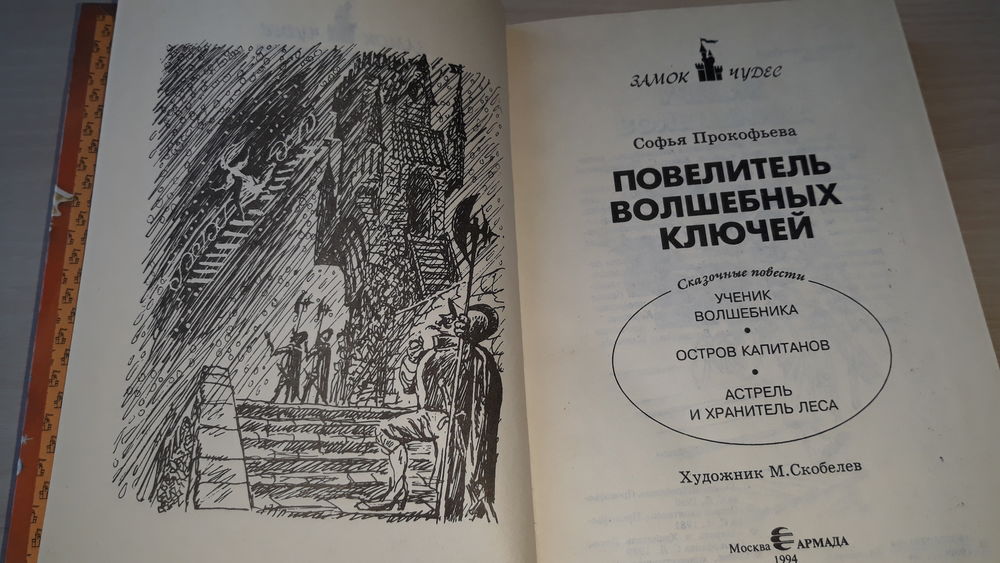 ЗАМОК ЧУДЕС
Софья Прокофьева
ПОВЕЛИТЕЛЬ
ВОЛШЕБНЫХ
КЛЮЧЕЙ
Сказочные повести
УЧЕНИК
ВОЛШЕБНИКА
•
ОСТРОВ КАПИТАНОВ
•
АСТРЕЛЬ
И ХРАНИТЕЛЬ ЛЕСА
Художник М.Скобелев
Москва АРМАДА
1994